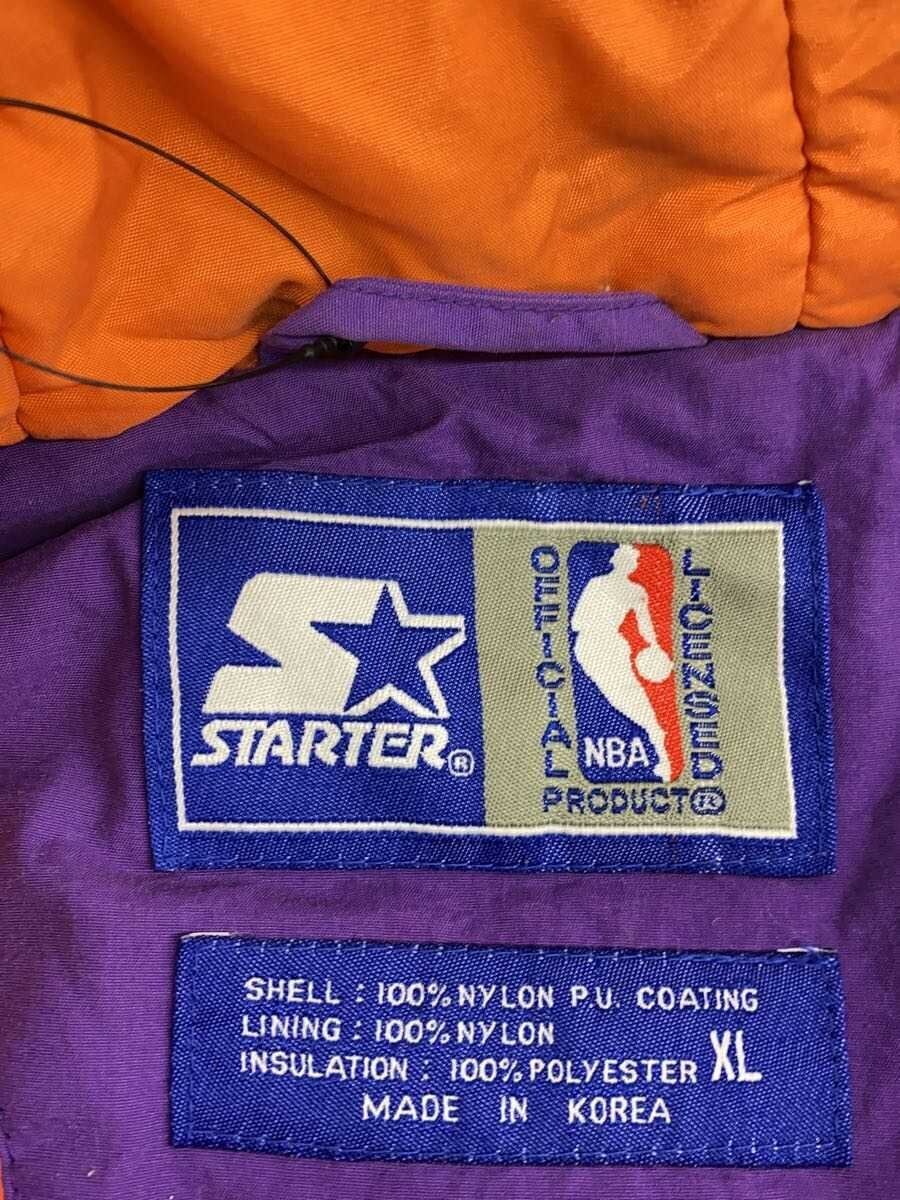 STARTER®
OFFICIAL
LICENSED
NBA
PRODUCT®
SHELL : 100% NYLON P.U. COATING
LINING : 100% NYLON
INSULATION : 100% POLYESTER XL
MADE IN KOREA